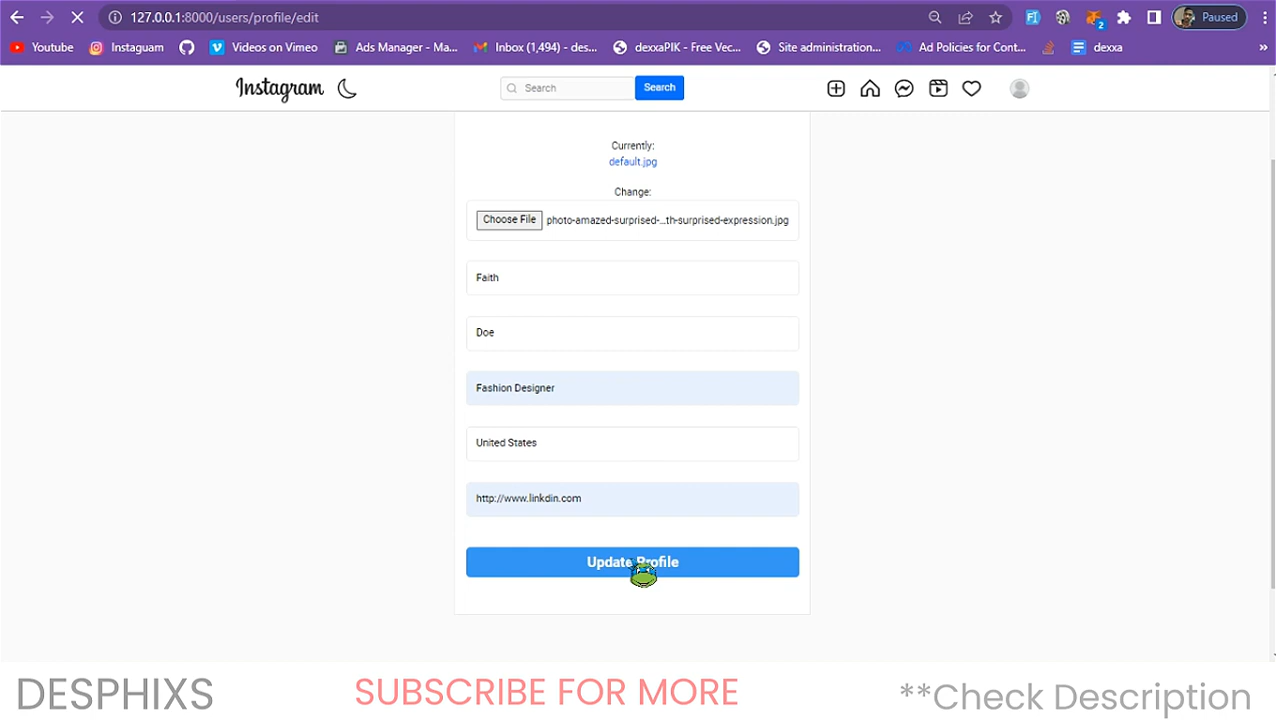 127.0.0.1:8000/users/profile/edit
Paused
Youtube
Instaguam
Videos on Vimeo
Ads Manager - Ma...
Inbox (1,494) - des...
dexxaPIK - Free Vec...
Site administration...
Ad Policies for Cont...
dexxa
»
Instagram
Search
Search
Currently:
default.jpg
Change:
Choose File photo-amazed-surprised-...th-surprised-expression.jpg
Faith
Doe
Fashion Designer
United States
http://www.linkdin.com
Update Profile
DESPHIXS
SUBSCRIBE FOR MORE
**Check Description